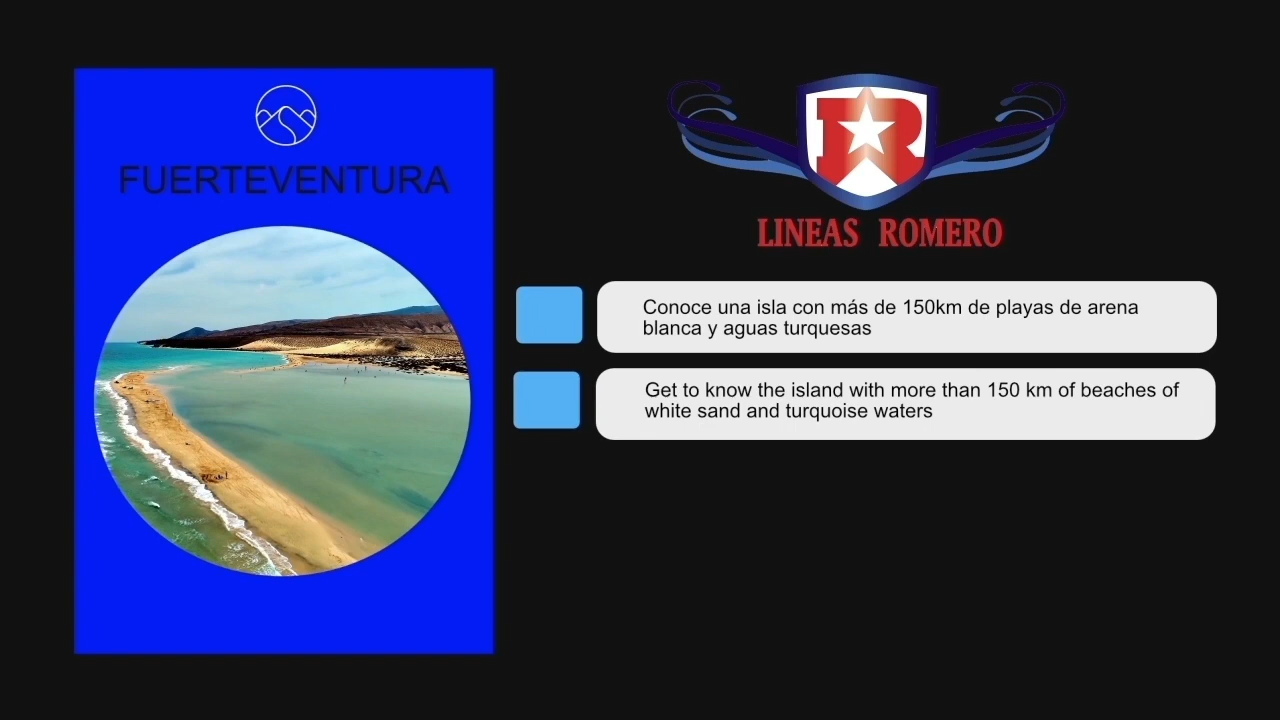 FUERTEVENTURA
R
LINEAS ROMERO
Conoce una isla con más de 150km de playas de arena
blanca y aguas turquesas
Get to know the island with more than 150 km of beaches of
white sand and turquoise waters